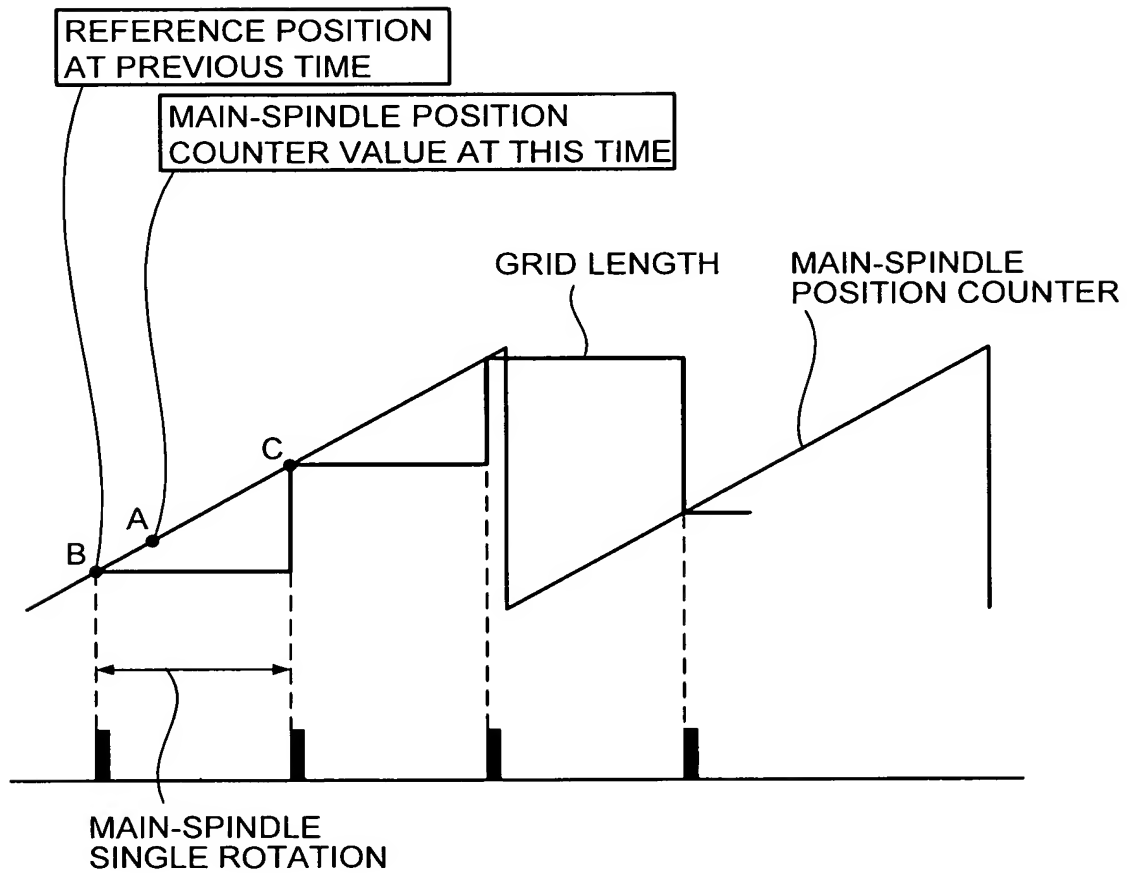 REFERENCE POSITION
AT PREVIOUS TIME
MAIN-SPINDLE POSITION
COUNTER VALUE AT THIS TIME
GRID LENGTH
MAIN-SPINDLE
POSITION COUNTER
C
A
B
MAIN-SPINDLE
SINGLE ROTATION